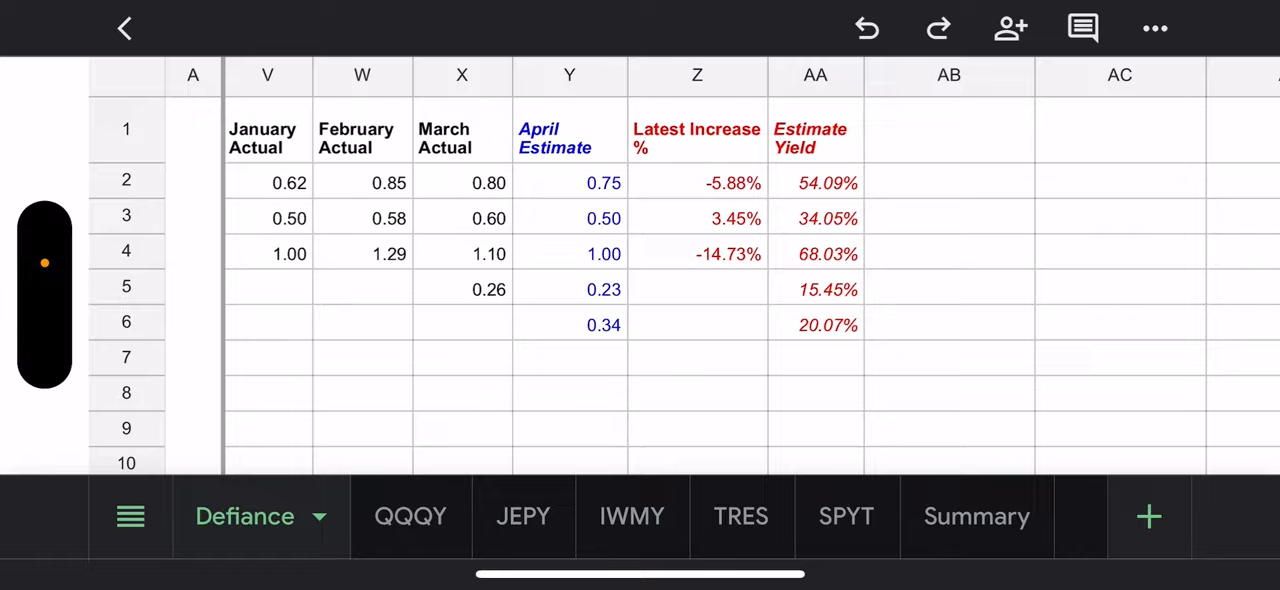 A V W X Y Z AA AB AC
1 January Actual February Actual March Actual April Estimate Latest Increase % Estimate Yield
2 0.62 0.85 0.80 0.75 -5.88% 54.09%
3 0.50 0.58 0.60 0.50 3.45% 34.05%
4 1.00 1.29 1.10 1.00 -14.73% 68.03%
5 0.26 0.23 15.45%
6 0.34 20.07%
7
8
9
10
Defiance QQQY JEPY IWMY TRES SPYT Summary